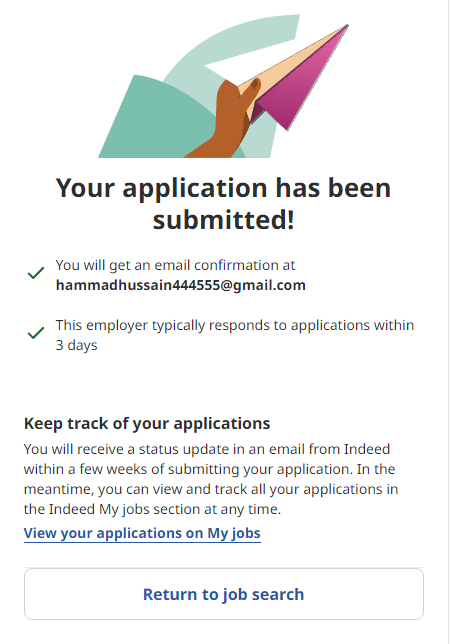 Your application has been
submitted!
You will get an email confirmation at
hammadhussain444555@gmail.com
This employer typically responds to applications within
3 days
Keep track of your applications
You will receive a status update in an email from Indeed
within a few weeks of submitting your application. In the
meantime, you can view and track all your applications in
the Indeed My jobs section at any time.
View your applications on My jobs
Return to job search